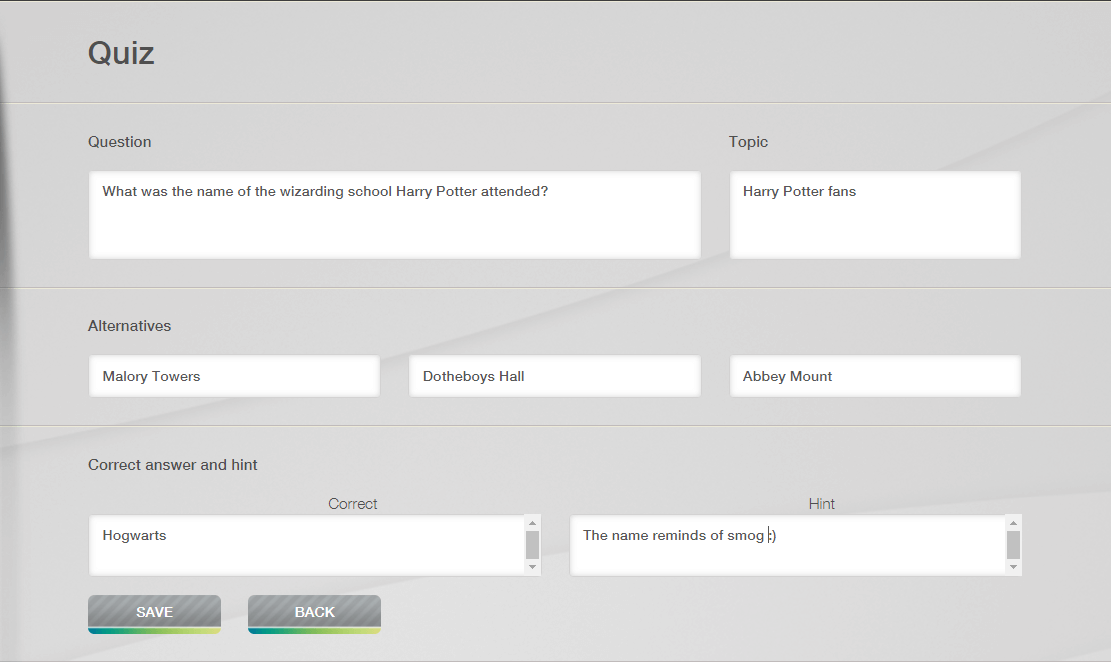 Quiz
Question
Topic
What was the name of the wizarding school Harry Potter attended?
Harry Potter fans
Alternatives
Malory Towers
Dotheboys Hall
Abbey Mount
Correct answer and hint
Correct
Hint
Hogwarts
The name reminds of smog :)
SAVE
BACK